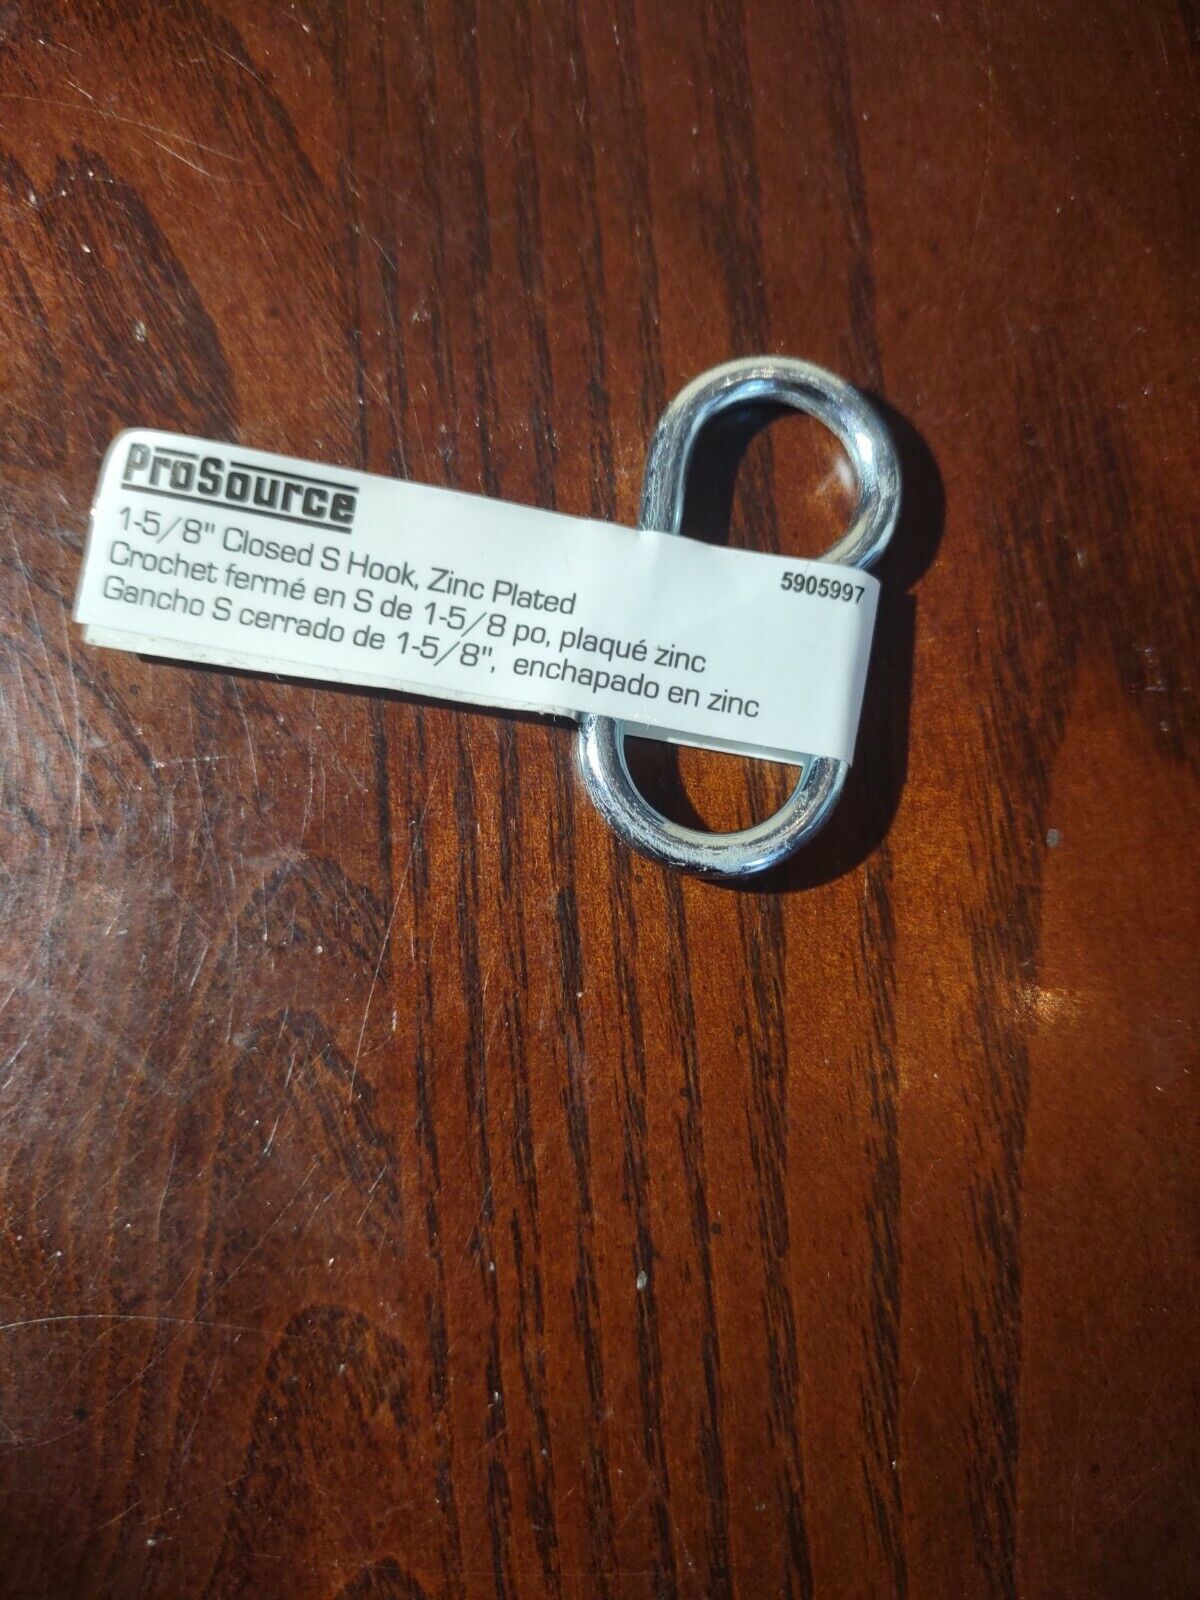 ProSource
1-5/8" Closed S Hook, Zinc Plated
5905997
Crochet fermé en S de 1-5/8 po, plaqué zinc
Gancho S cerrado de 1-5/8", enchapado en zinc